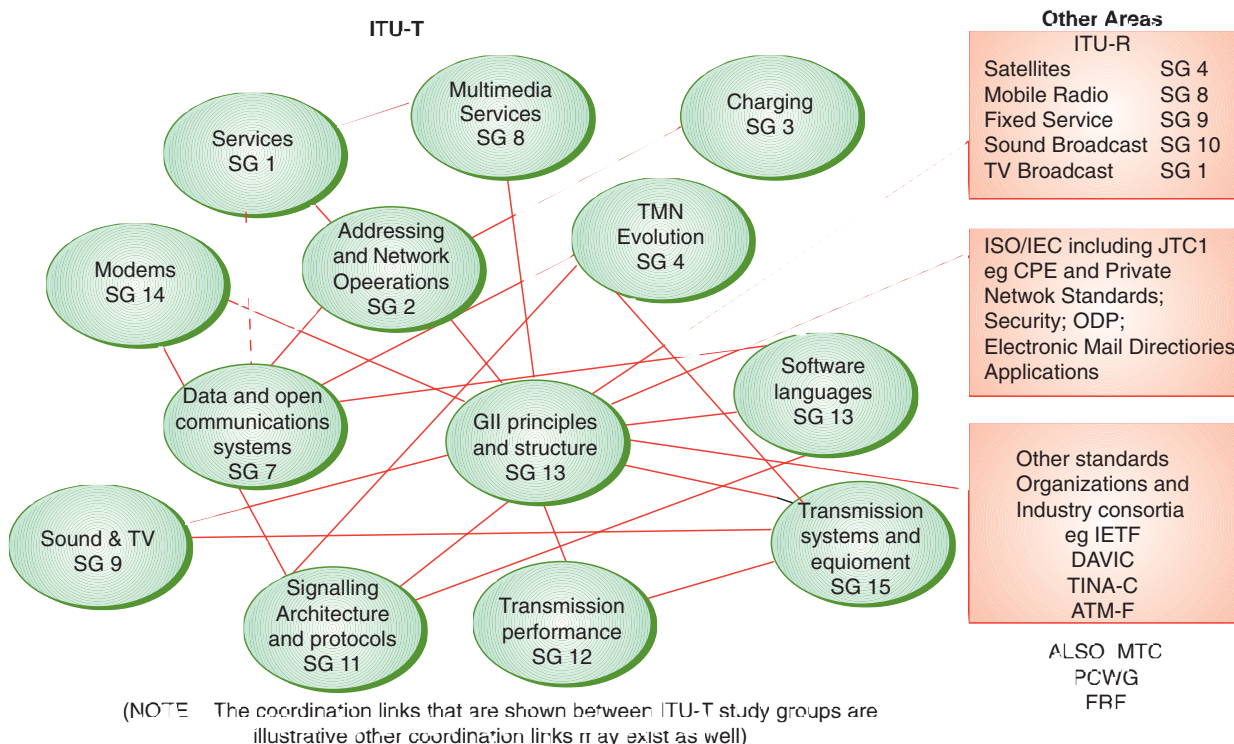 ITU-T
Services
SG 1
Multimedia
Services
SG 8
Charging
SG 3
Modems
SG 14
Addressing
and Network
Opeerations
SG 2
TMN
Evolution
SG 4
Data and open
communications
systems
SG 7
GII principles
and structure
SG 13
Software
languages
SG 13
Sound & TV
SG 9
Signalling
Architecture
and protocols
SG 11
Transmission
performance
SG 12
Transmission
systems and
equioment
SG 15
Other Areas
ITU-R
Satellites SG 4
Mobile Radio SG 8
Fixed Service SG 9
Sound Broadcast SG 10
TV Broadcast SG 1
ISO/IEC including JTC1
eg CPE and Private
Netwok Standards;
Security; ODP;
Electronic Mail Directiories
Applications
Other standards
Organizations and
Industry consortia
eg IETF
DAVIC
TINA-C
ATM-F
ALSO MTC
PCWG
FRF
(NOTE The coordination links that are shown between ITU-T study groups are
illustrative other coordination links may exist as well)